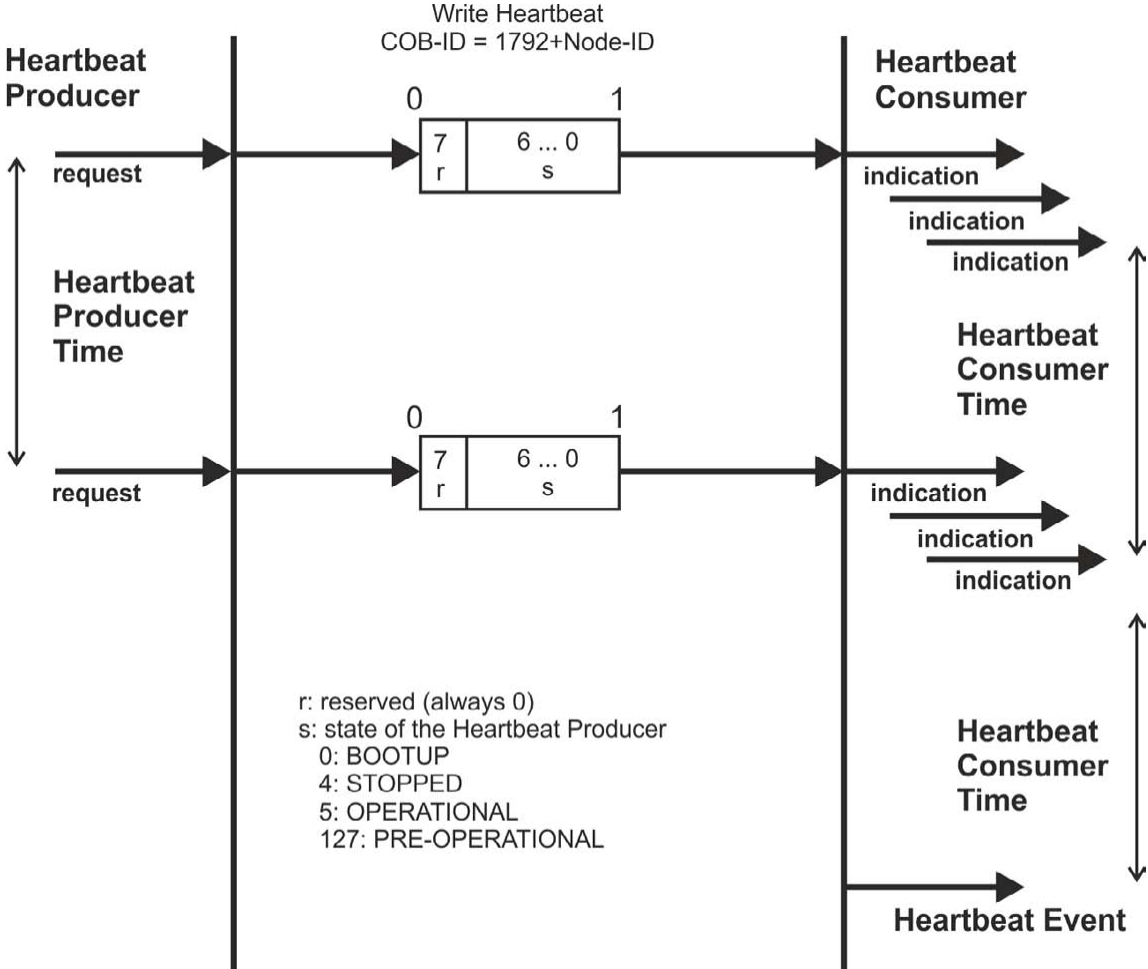 Write Heartbeat
COB-ID = 1792+Node-ID
Heartbeat
Producer
Heartbeat
Consumer
0 1
7 6 ... 0
r s
request
indication
indication
indication
Heartbeat
Producer
Time
Heartbeat
Consumer
Time
0 1
7 6 ... 0
r s
request
indication
indication
indication
r: reserved (always 0)
s: state of the Heartbeat Producer
0: BOOTUP
4: STOPPED
5: OPERATIONAL
127: PRE-OPERATIONAL
Heartbeat
Consumer
Time
Heartbeat Event